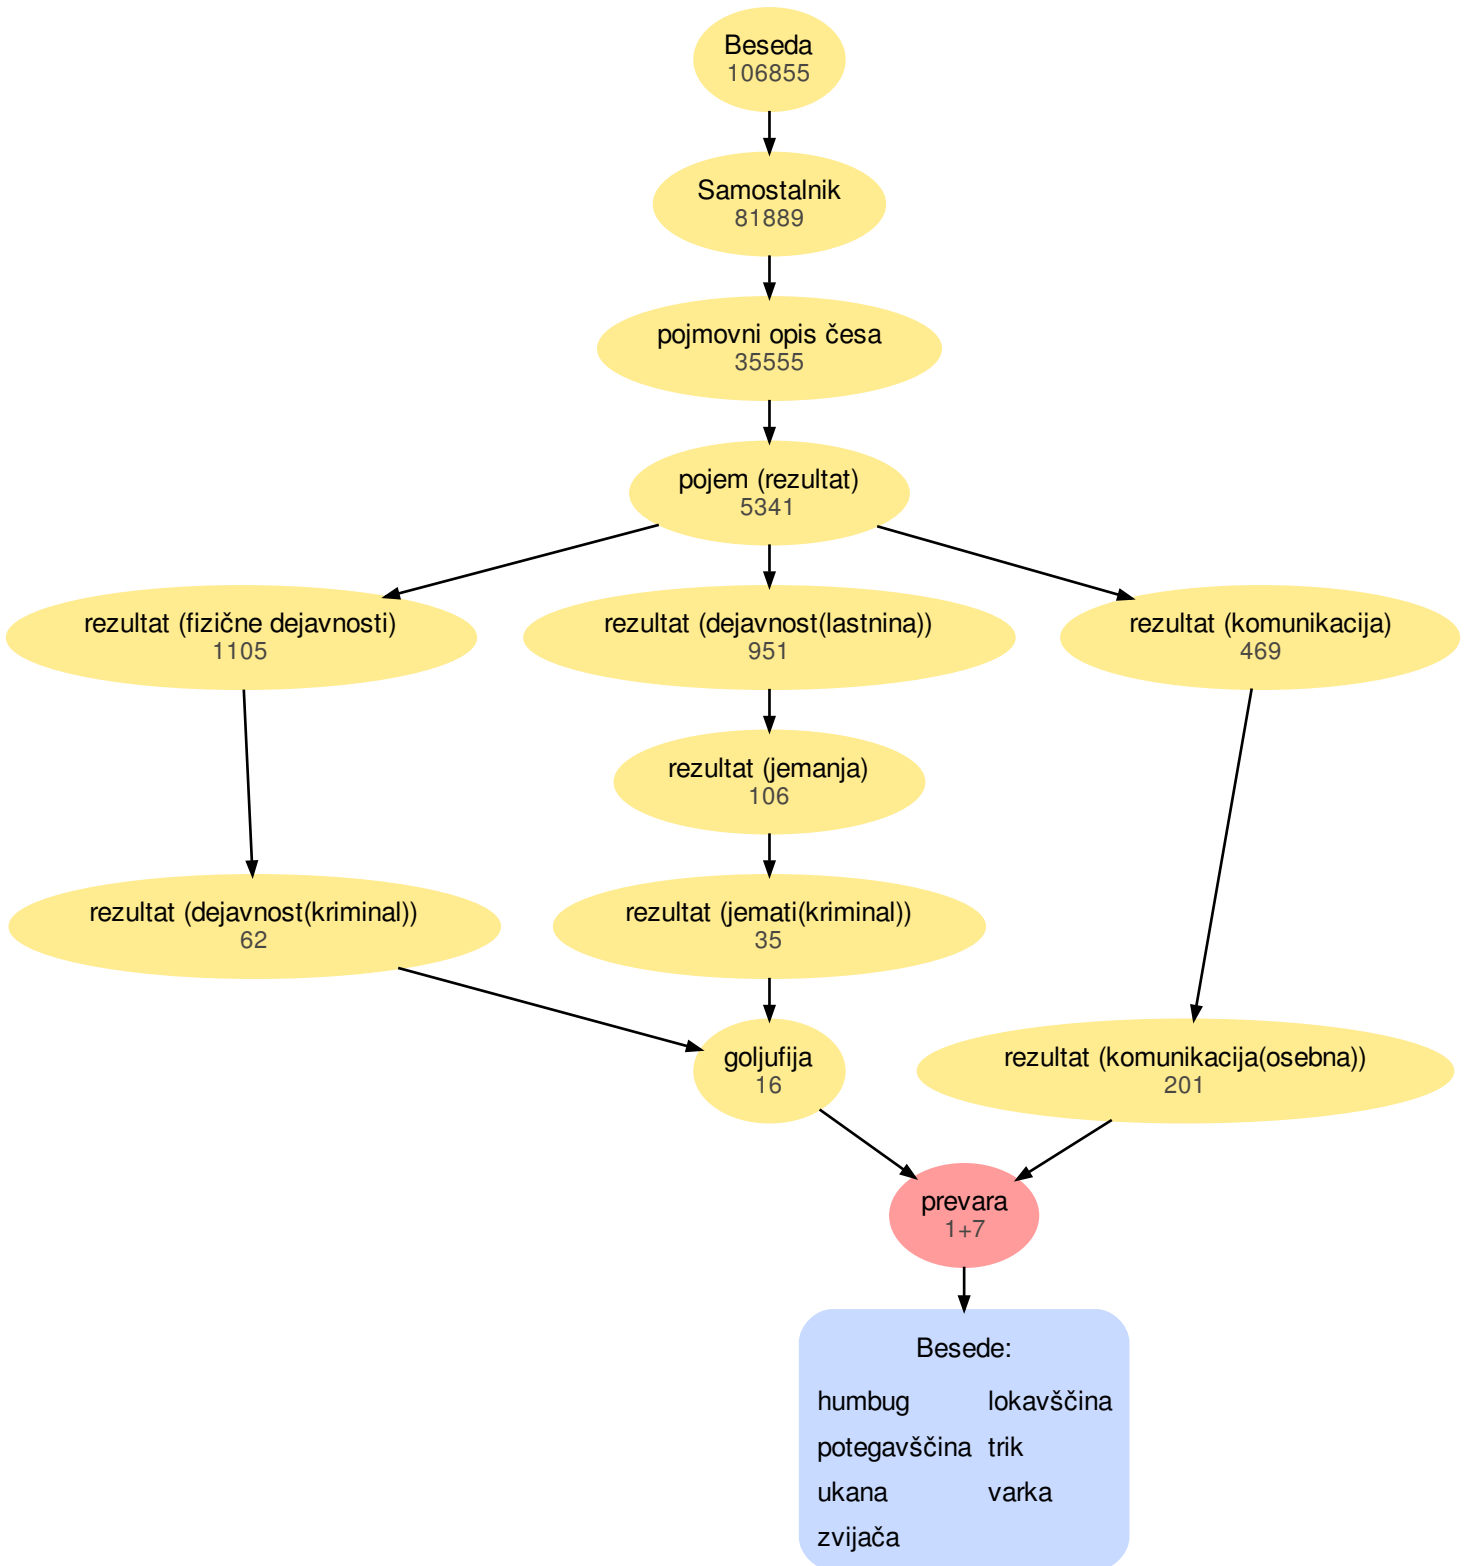 Beseda
106855
Samostalnik
81889
pojmovni opis česa
35555
pojem (rezultat)
5341
rezultat (fizične dejavnosti)
1105
rezultat (dejavnost(lastnina))
951
rezultat (komunikacija)
469
rezultat (jemanja)
106
rezultat (dejavnost(kriminal))
62
rezultat (jemati(kriminal))
35
goljufija
16
rezultat (komunikacija(osebna))
201
prevara
1+7
Besede:
humbug lokavščina
potegavščina trik
ukana varka
zvijača